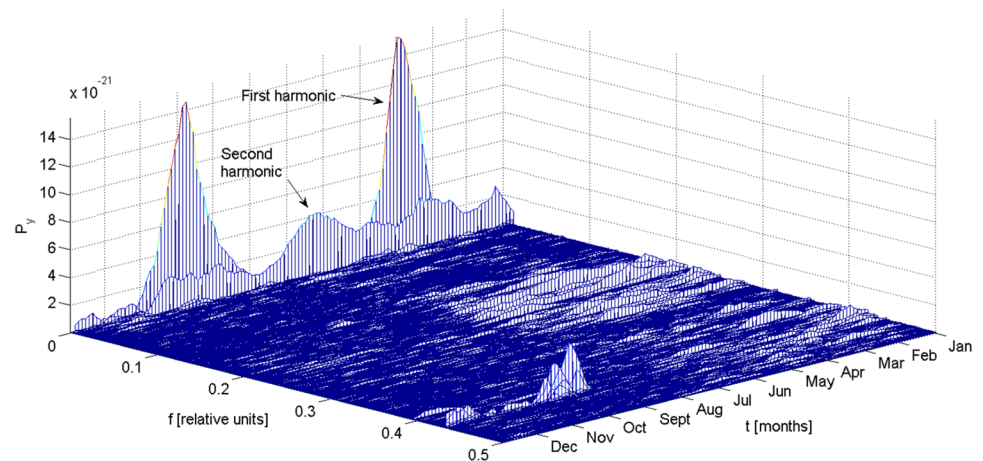 x 10^-21
First harmonic
Second
harmonic
P_y
14
12
10
8
6
4
2
0
0.1
0.2
0.3
0.4
0.5
f [relative units]
Dec
Nov
Oct
Sept
Aug
Jul
Jun
May
Apr
Mar
Feb
Jan
t [months]